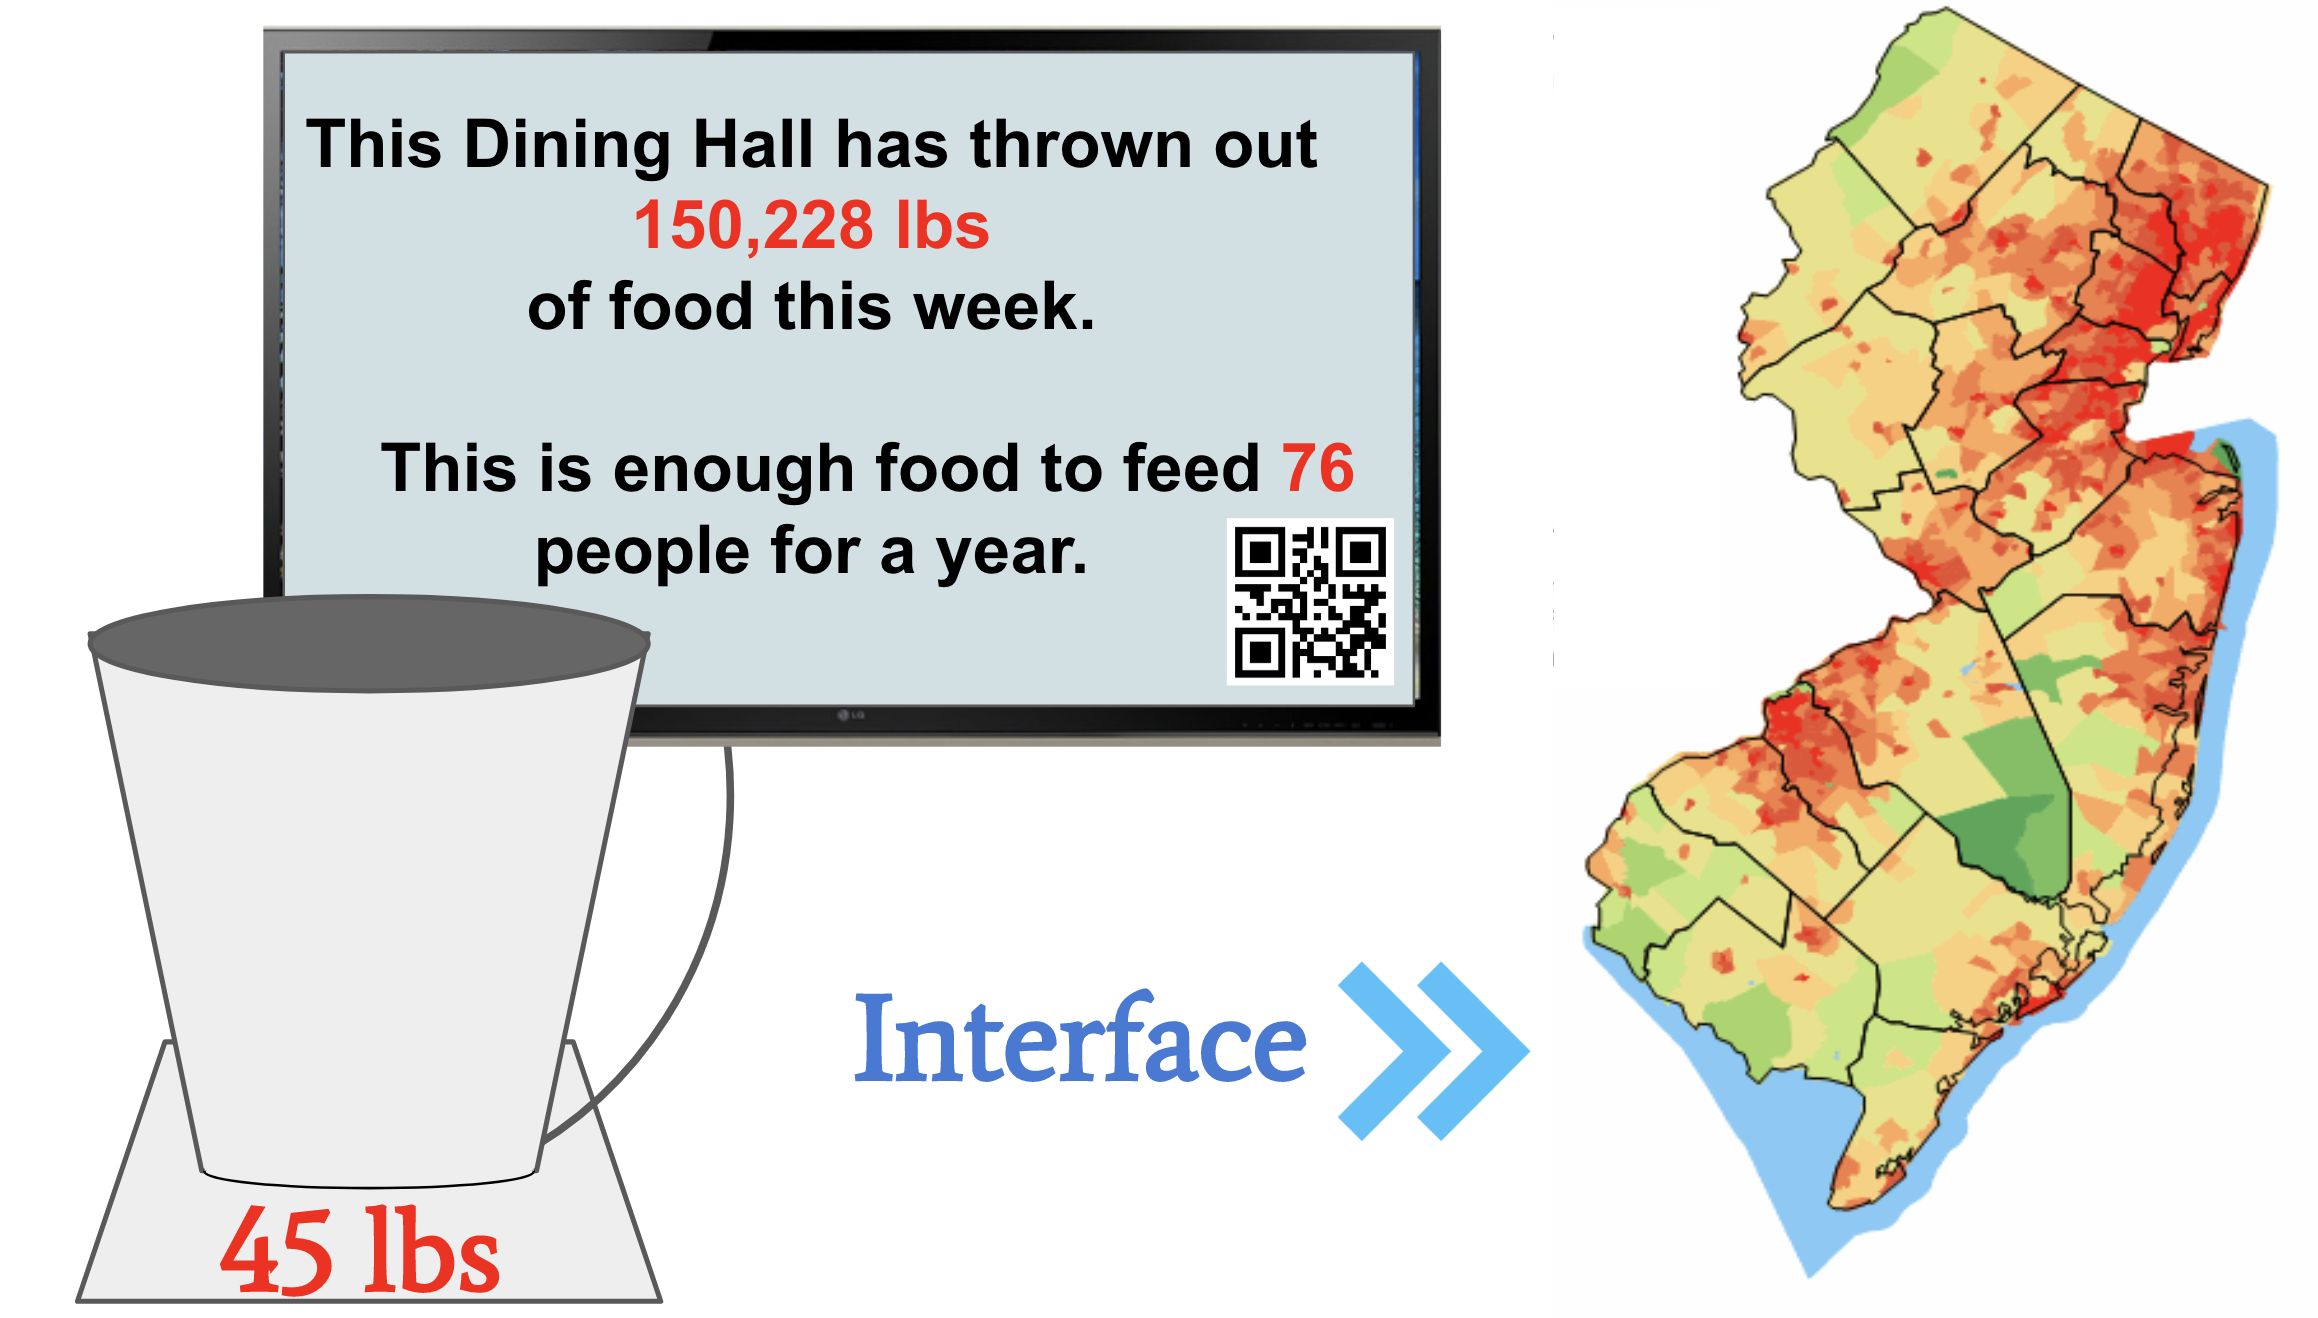 This Dining Hall has thrown out
150,228 lbs
of food this week.
This is enough food to feed 76
people for a year.
LG
Interface
45 lbs